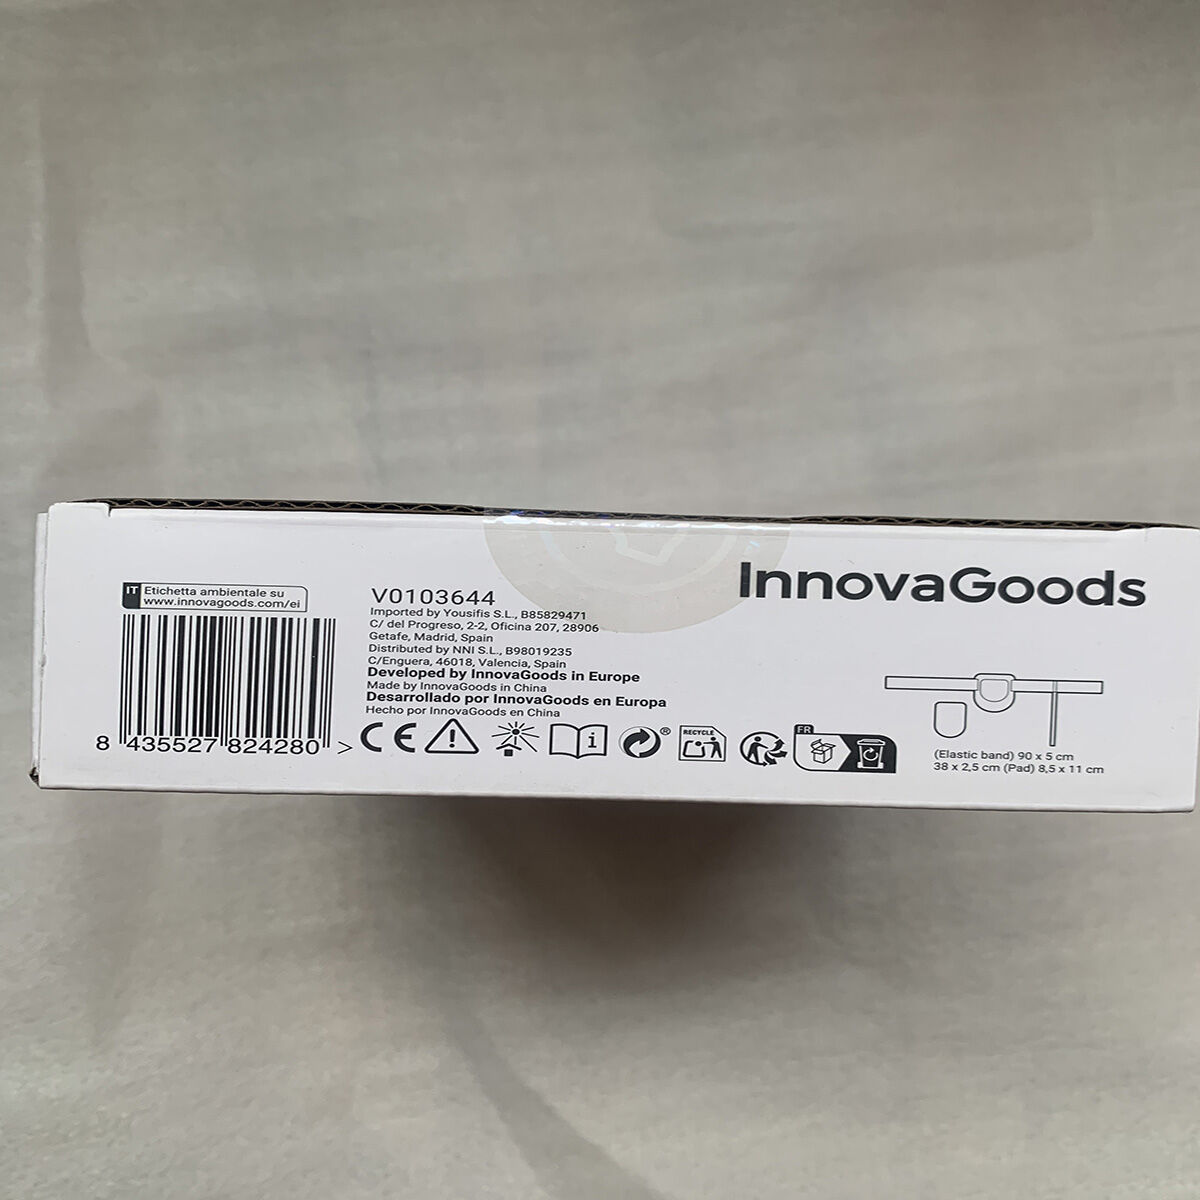 IT Etichetta ambientale su
www.innovagoods.com/ei
8 435527 824280 >
V0103644
Imported by Yousifis S.L., B85829471
C/ del Progreso, 2-2, Oficina 207, 28906
Getafe, Madrid, Spain
Distributed by NNI S.L., B98019235
C/Enguera, 46018, Valencia, Spain
Developed by InnovaGoods in Europe
Made by InnovaGoods in China
Desarrollado por InnovaGoods en Europa
Hecho por InnovaGoods en China
CE
i
®
RECYCLE
FR
InnovaGoods
(Elastic band) 90 x 5 cm
38 x 2,5 cm (Pad) 8,5 x 11 cm